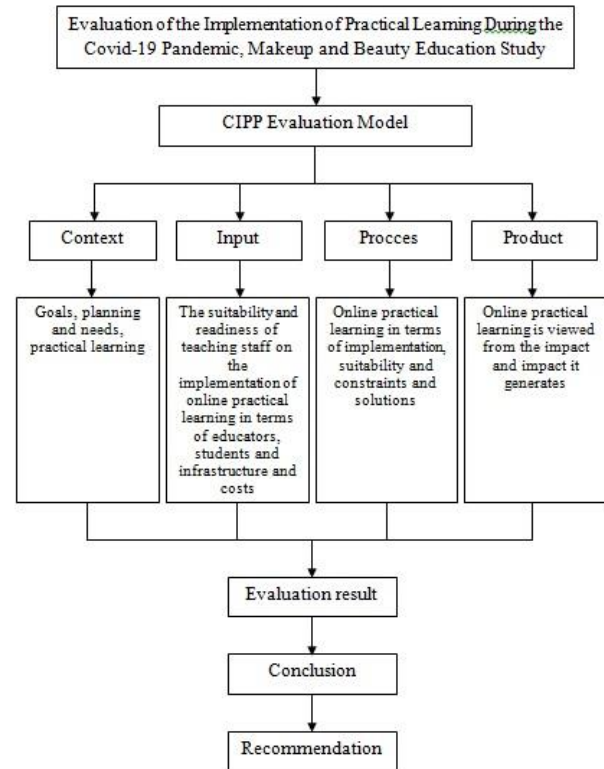 Evaluation of the Implementation of Practical Learning During the
Covid-19 Pandemic, Makeup and Beauty Education Study
CIPP Evaluation Model
Context
Input
Procces
Product
Goals, planning
and needs,
practical learning
The suitability and
readiness of
teaching staff on
the
implementation of
online practical
learning in terms
of educators,
students and
infrastructure and
costs
Online practical
learning in terms
of implementation,
suitability and
constraints and
solutions
Online practical
learning is viewed
from the impact
and impact it
generates
Evaluation result
Conclusion
Recommendation